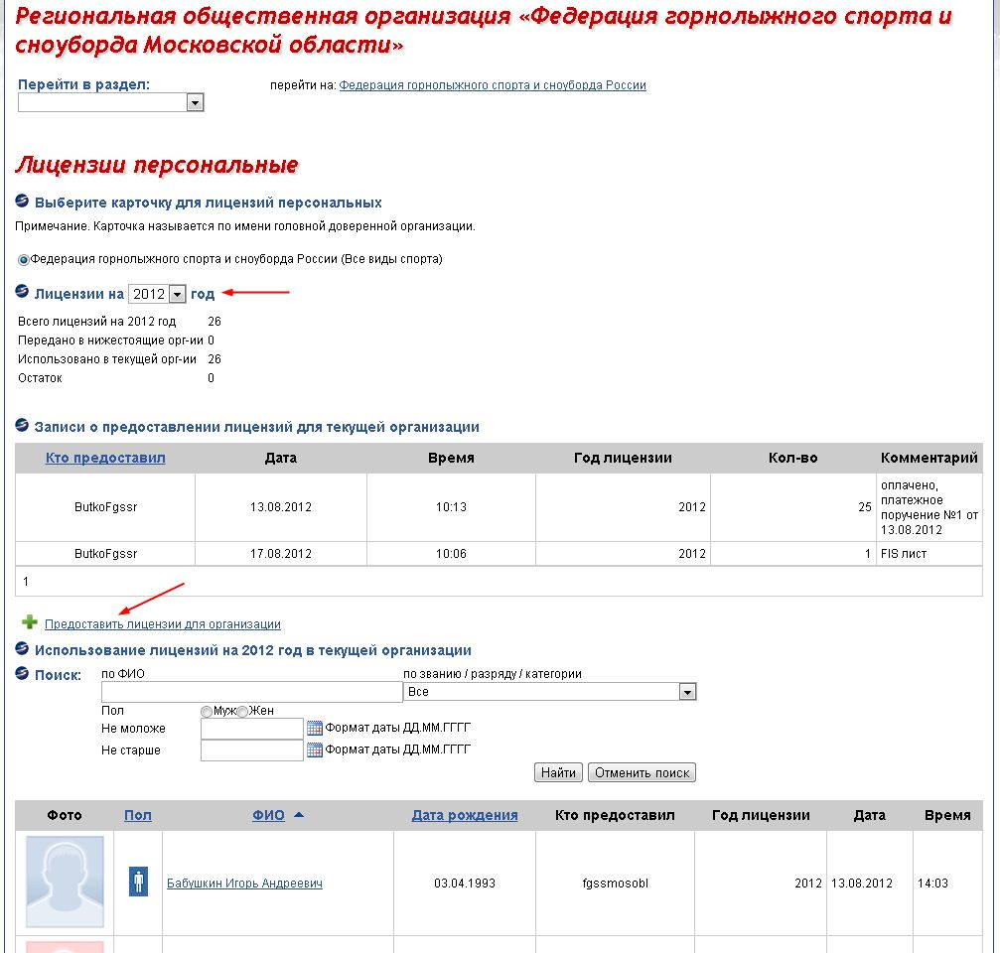 Региональная общественная организация «Федерация горнолыжного спорта и
сноуборда Московской области»
Перейти в раздел:
перейти на: Федерация горнолыжного спорта и сноуборда России
Лицензии персональные
Выберите карточку для лицензий персональных
Примечание. Карточка называется по имени головной доверенной организации.
Федерация горнолыжного спорта и сноуборда России (Все виды спорта)
Лицензии на 2012 год
Всего лицензий на 2012 год 26
Передано в нижестоящие орг-ии 0
Использовано в текущей орг-ии 26
Остаток 0
Записи о предоставлении лицензий для текущей организации
Кто предоставил Дата Время Год лицензии Кол-во Комментарий
ButkoFgssr 13.08.2012 10:13 2012 25 оплачено,
платежное
поручение №1 от
13.08.2012
ButkoFgssr 17.08.2012 10:06 2012 1 FIS лист
1
Предоставить лицензии для организации
Использование лицензий на 2012 год в текущей организации
Поиск: по ФИО по званию / разряду / категории
Все
Пол Муж Жен
Не моложе Формат даты ДД.ММ.ГГГГ
Не старше Формат даты ДД.ММ.ГГГГ
Найти Отменить поиск
Фото Пол ФИО Дата рождения Кто предоставил Год лицензии Дата Время
Бабушкин Игорь Андреевич 03.04.1993 fgssmosobl 2012 13.08.2012 14:03